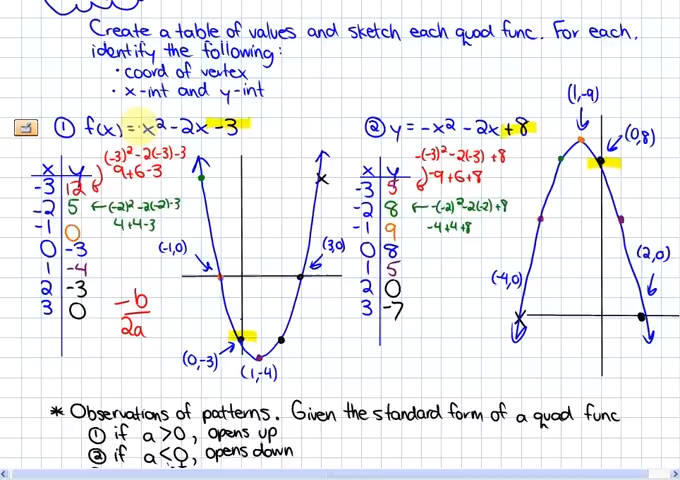 Create a table of values and sketch each quad func. For each,
identify the following:
• coord of vertex
• x-int and y-int
① f(x) = x² - 2x - 3
(-3)² - 2(-3) - 3
9 + 6 - 3
x y
-3 12
-2 5 ← (-2)² - 2(-2) - 3
4 + 4 - 3
-1 0
0 -3
1 -4
2 -3
3 0
-b
2a
(-1,0)
(3,0)
(0,-3)
(1,-4)
② y = -x² - 2x + 8
-(-3)² - 2(-3) + 8
-9 + 6 + 8
x y
-3 5
-2 8 ← -(-2)² - 2(-2) + 8
-4 + 4 + 8
-1 9
0 8
1 5
2 0
3 -7
(1,-9)
(0,8)
(-4,0)
(2,0)
* Observations of patterns. Given the standard form of a quad func
① if a > 0, opens up
② if a < 0, opens down